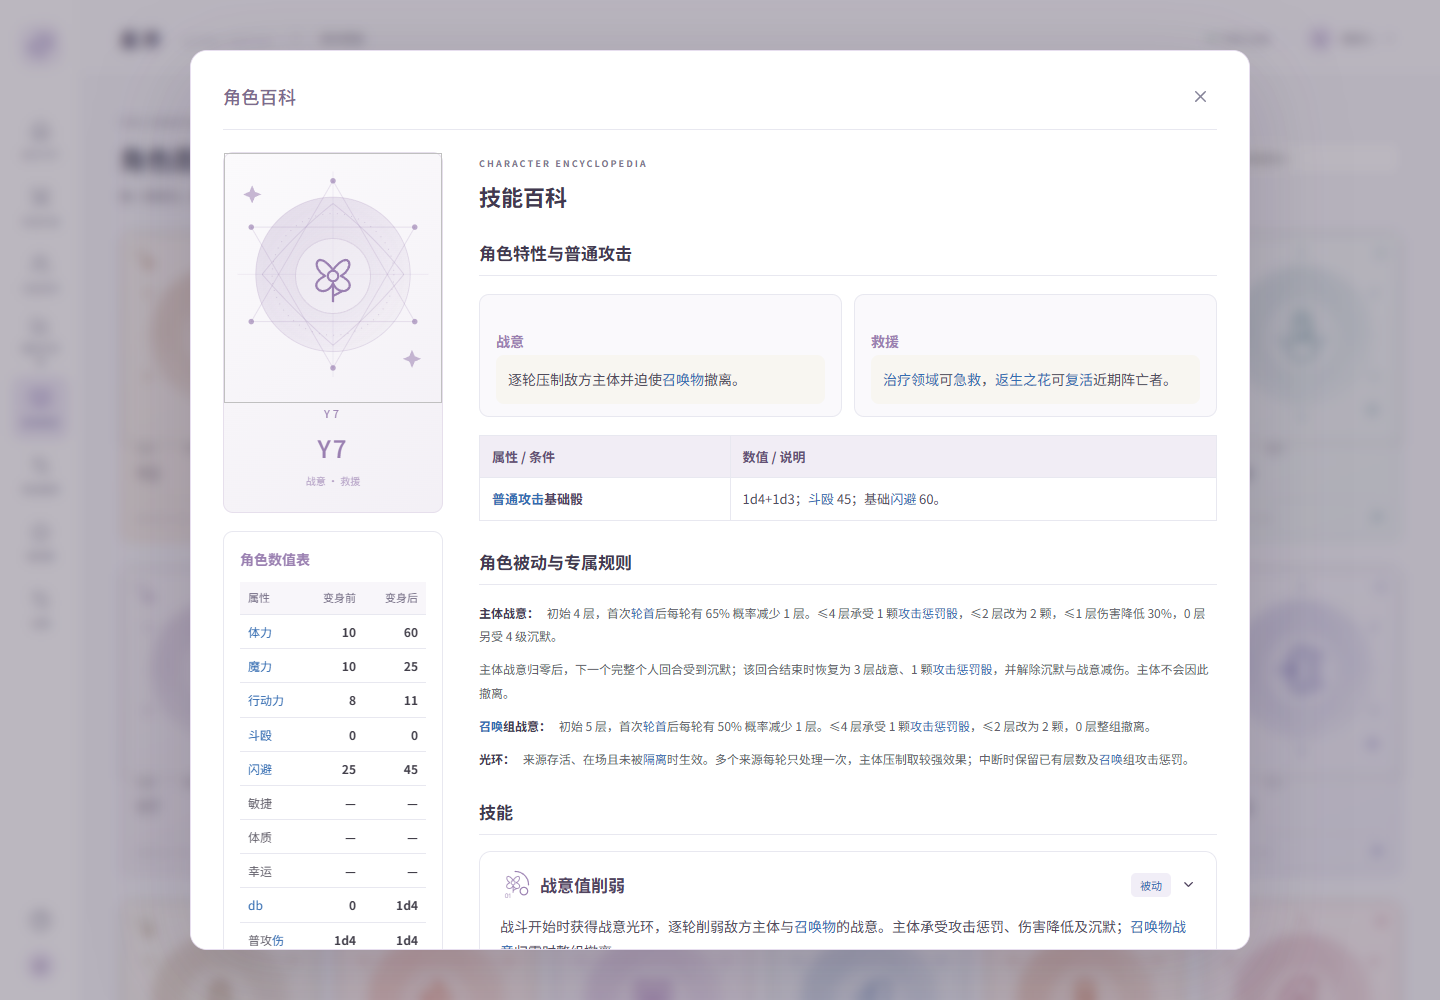 角色百科
Y7
Y7
战意 · 救援
角色数值表
属性 变身前 变身后
体力 10 60
魔力 10 25
行动力 8 11
斗殴 0 0
闪避 25 45
敏捷 — —
体质 — —
幸运 — —
db 0 1d4
普攻伤 1d4 1d4
CHARACTER ENCYCLOPEDIA
技能百科
角色特性与普通攻击
战意
逐轮压制敌方主体并迫使召唤物撤离。
救援
治疗领域可急救，返生之花可复活近期阵亡者。
属性 / 条件 数值 / 说明
普通攻击基础骰 1d4+1d3；斗殴 45；基础闪避 60。
角色被动与专属规则
主体战意： 初始 4 层，首次轮首后每轮有 65% 概率减少 1 层。≤4 层承受 1 颗攻击惩罚骰，≤2 层改为 2 颗，≤1 层伤害降低 30%，0 层
另受 4 级沉默。
主体战意归零后，下一个完整个人回合受到沉默；该回合结束时恢复为 3 层战意、1 颗攻击惩罚骰，并解除沉默与战意减伤。主体不会因此
撤离。
召唤组战意： 初始 5 层，首次轮首后每轮有 50% 概率减少 1 层。≤4 层承受 1 颗攻击惩罚骰，≤2 层改为 2 颗，0 层整组撤离。
光环： 来源存活、在场且未被隔离时生效。多个来源每轮只处理一次，主体压制取较强效果；中断时保留已有层数及召唤组攻击惩罚。
技能
战意值削弱
被动
战斗开始时获得战意光环，逐轮削弱敌方主体与召唤物的战意。主体承受攻击惩罚、伤害降低及沉默；召唤物战